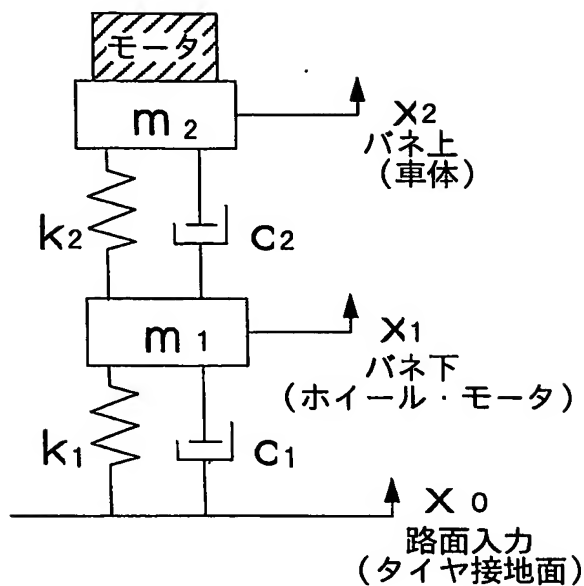 モータ
m2
x2
バネ上
(車体)
k2
c2
m1
x1
バネ下
(ホイール・モータ)
k1
c1
x0
路面入力
(タイヤ接地面)